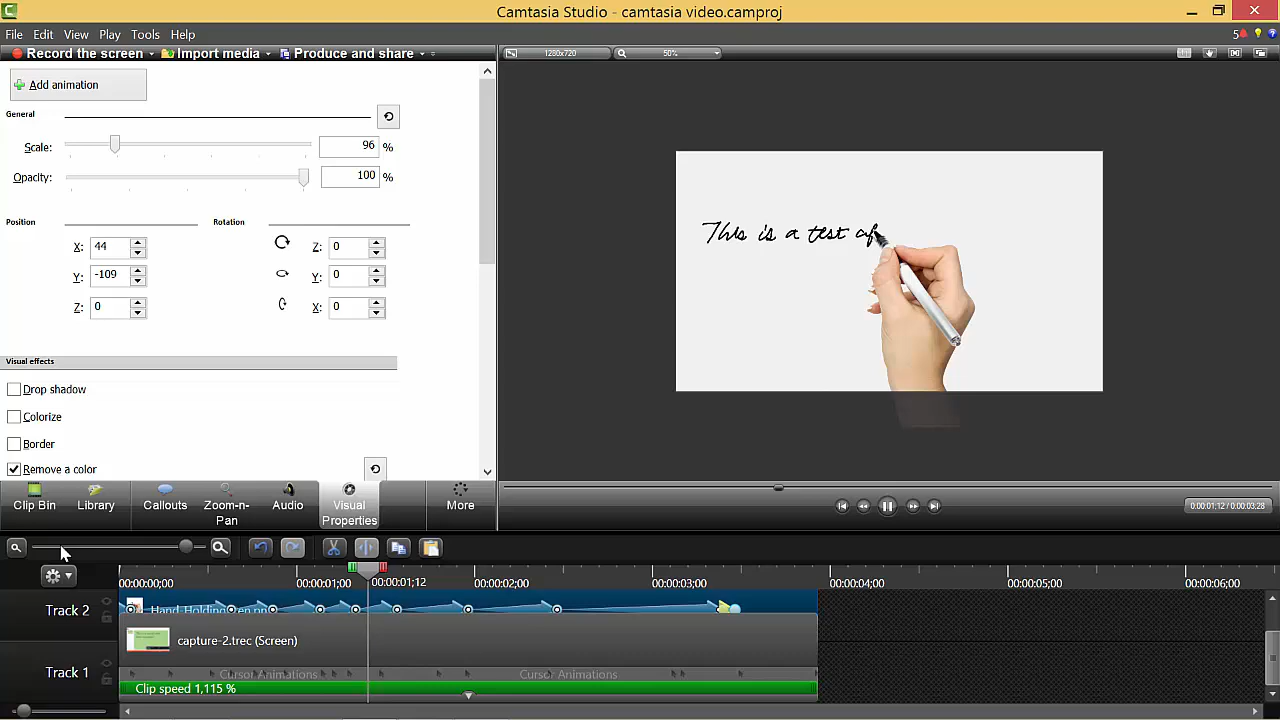 Camtasia Studio - camtasia video.camproj
File Edit View Play Tools Help
5
Record the screen Import media Produce and share
1280x720 50%
Add animation
General
Scale: 96 %
Opacity: 100 %
Position Rotation
X: 44 Z: 0
Y: -109 Y: 0
Z: 0 X: 0
Visual effects
Drop shadow
Colorize
Border
Remove a color
This is a test of
Clip Bin Library Callouts Zoom-n-Pan Audio Visual Properties More
0:00:01;12 / 0:00:03:28
00:00:00;00 00:00:01;00 00:00:01;12 00:00:02;00 00:00:03;00 00:00:04;00 00:00:05;00 00:00:06;00
Track 2 Hand-Holding
capture-2.trec (Screen)
Track 1 Cursor Animations Cursor Animations
Clip speed 1,115 %